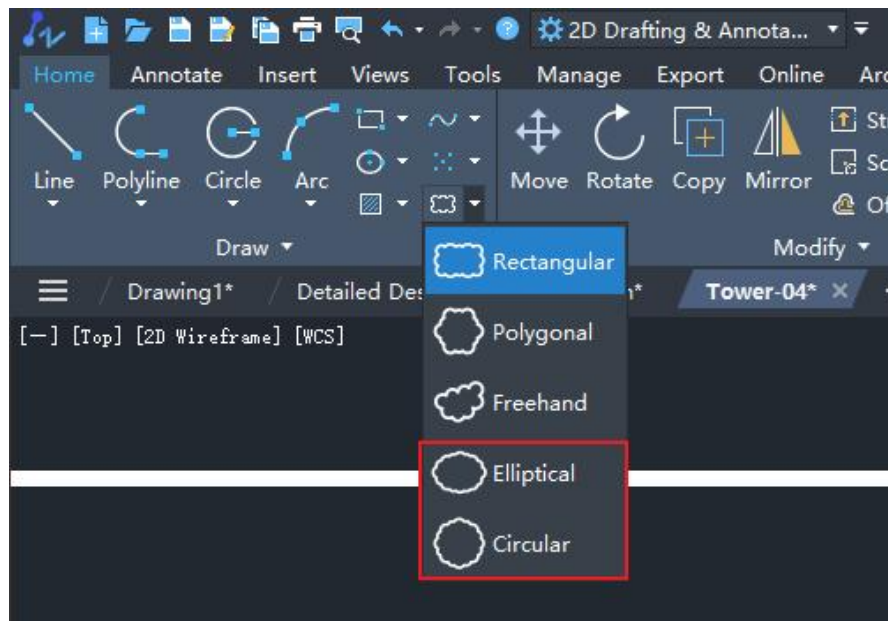 2D Drafting & Annota...
Home Annotate Insert Views Tools Manage Export Online
Line Polyline Circle Arc Move Rotate Copy Mirror
Draw Modify
Rectangular
Drawing1* Tower-04*
[-] [Top] [2D Wireframe] [WCS]
Polygonal
Freehand
Elliptical
Circular